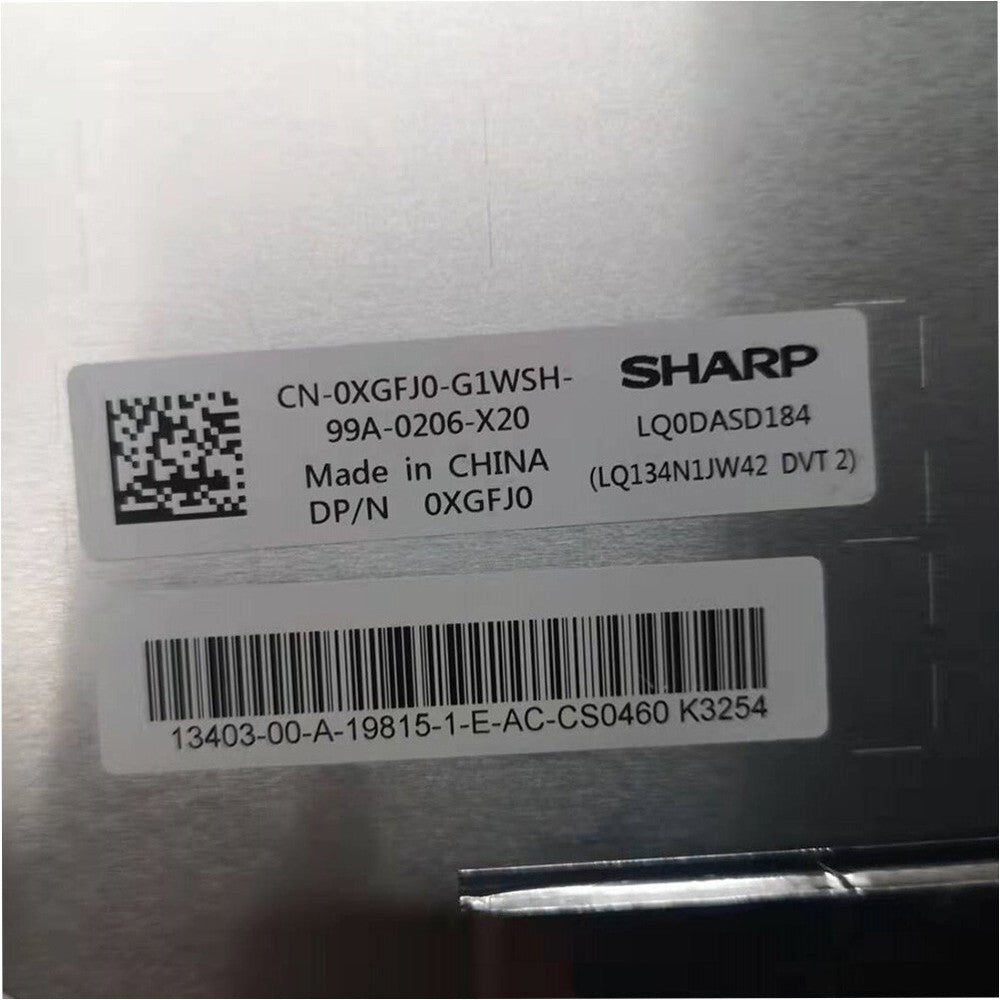 CN-0XGFJ0-G1WSH-
99A-0206-X20
Made in CHINA
DP/N 0XGFJ0
SHARP
LQ0DASD184
(LQ134N1JW42 DVT 2)
13403-00-A-19815-1-E-AC-CS0460 K3254